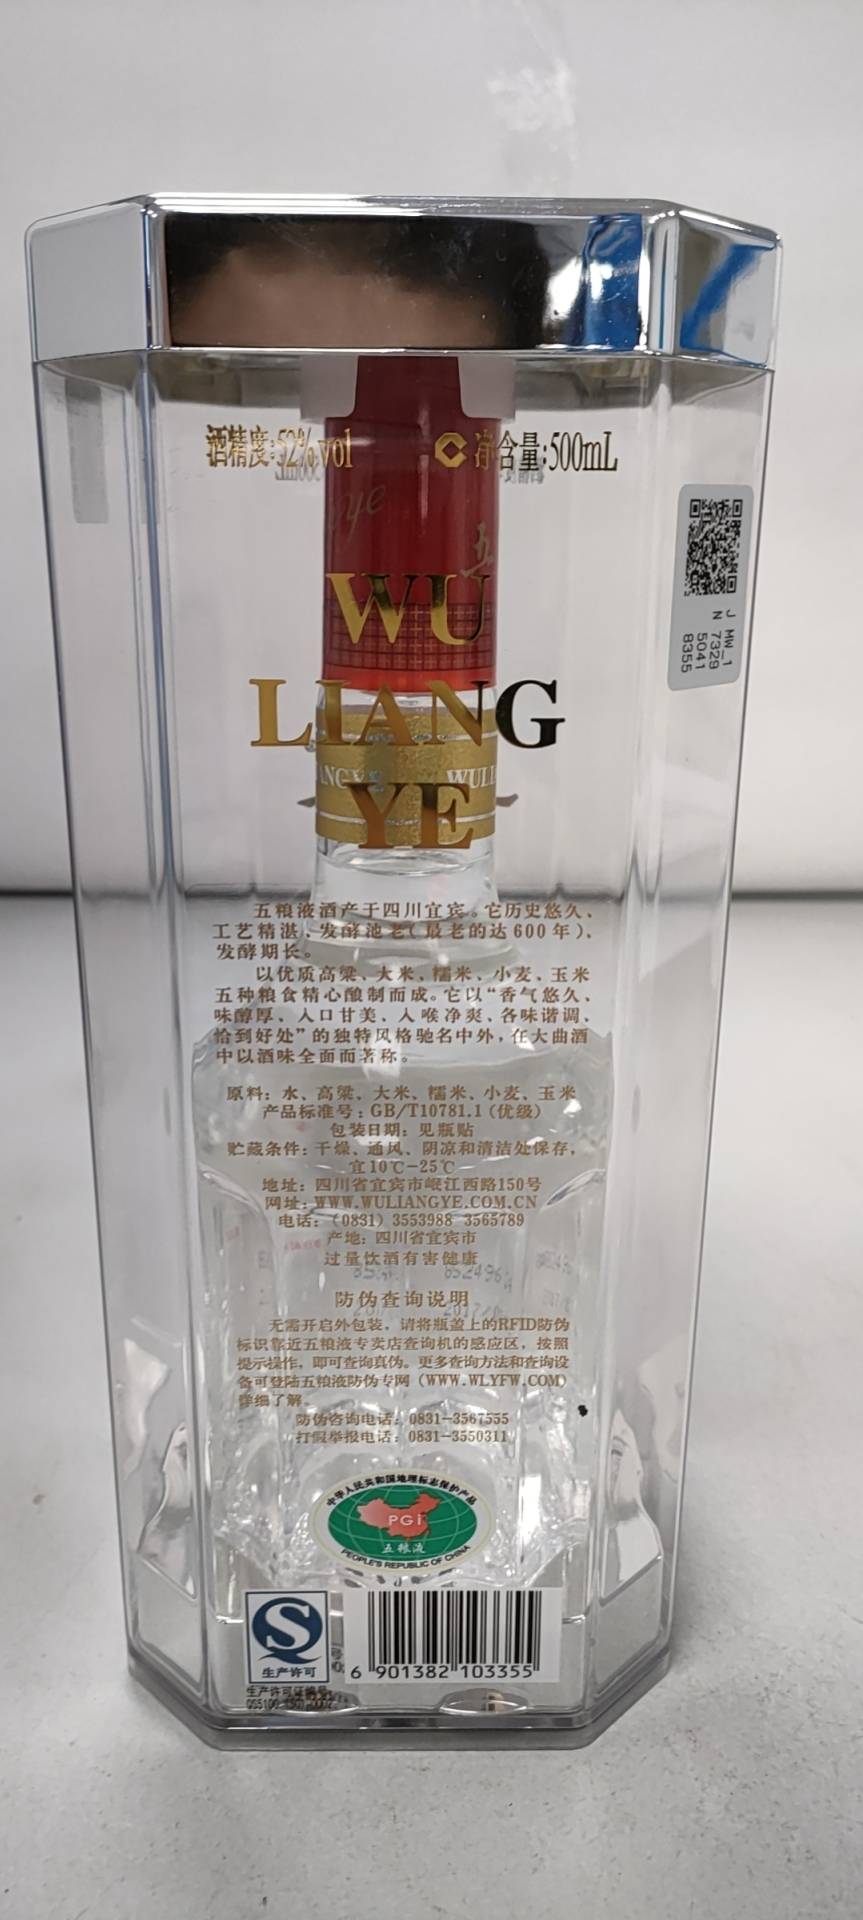 酒精度:52%vol
净含量:500mL
WU
LIANG
YE
J MW_1
N 7329
5041
8355
五粮液酒产于四川宜宾。它历史悠久、
工艺精湛、发酵池老(最老的达600年)、
发酵期长。
以优质高粱、大米、糯米、小麦、玉米
五种粮食精心酿制而成。它以“香气悠久、
味醇厚、入口甘美、入喉净爽、各味谐调、
恰到好处”的独特风格驰名中外，在大曲酒
中以酒味全面而著称。
原料：水、高粱、大米、糯米、小麦、玉米
产品标准号：GB/T10781.1(优级)
包装日期：见瓶贴
贮藏条件：干燥、通风、阴凉和清洁处保存，
宜10℃-25℃
地址：四川省宜宾市岷江西路150号
网址：WWW.WULIANGYE.COM.CN
电话：(0831) 3553988 3565789
产地：四川省宜宾市
过量饮酒有害健康
防伪查询说明
无需开启外包装，请将瓶盖上的RFID防伪
标识靠近五粮液专卖店查询机的感应区，按照
提示操作，即可查询真伪。更多查询方法和查询设
备可登陆五粮液防伪专网(WWW.WLYFW.COM)
详细了解。
防伪咨询电话：0831-3567555
打假举报电话：0831-3550311
中华人民共和国地理标志保护产品
PGI
五粮液
PEOPLE'S REPUBLIC OF CHINA
生产许可
生产许可证编号
6 901382 103355